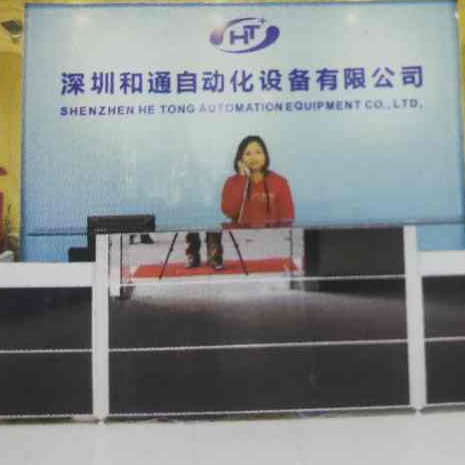 HT+
深圳和通自动化设备有限公司
SHENZHEN HE TONG AUTOMATION EQUIPMENT CO., LTD.